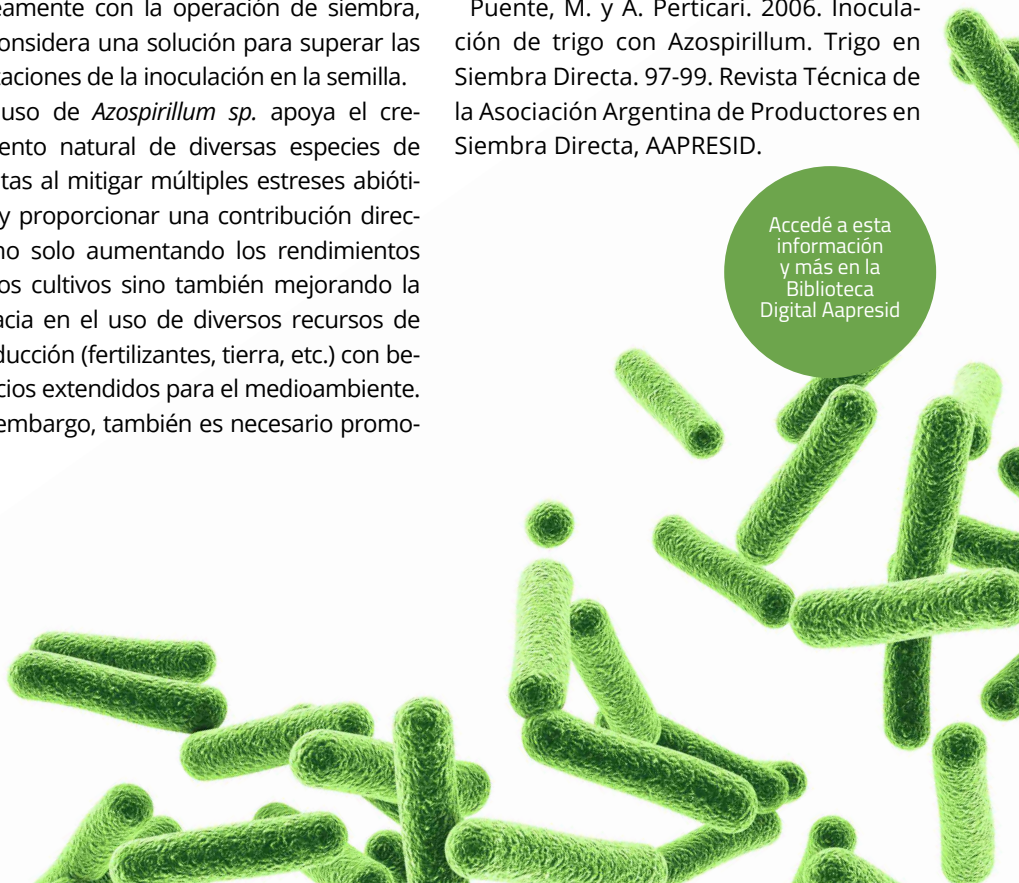 eamente con la operación de siembra,
onsidera una solución para superar las
taciones de la inoculación en la semilla.
uso de Azospirillum sp. apoya el cre-
ento natural de diversas especies de
tas al mitigar múltiples estreses abióti-
y proporcionar una contribución direc-
no solo aumentando los rendimientos
os cultivos sino también mejorando la
acia en el uso de diversos recursos de
ducción (fertilizantes, tierra, etc.) con be-
cios extendidos para el medioambiente.
embargo, también es necesario promo-
Puente, M. y A. Perticari. 2006. Inocula-
ción de trigo con Azospirillum. Trigo en
Siembra Directa. 97-99. Revista Técnica de
la Asociación Argentina de Productores en
Siembra Directa, AAPRESID.
Accedé a esta
información
y más en la
Biblioteca
Digital Aapresid